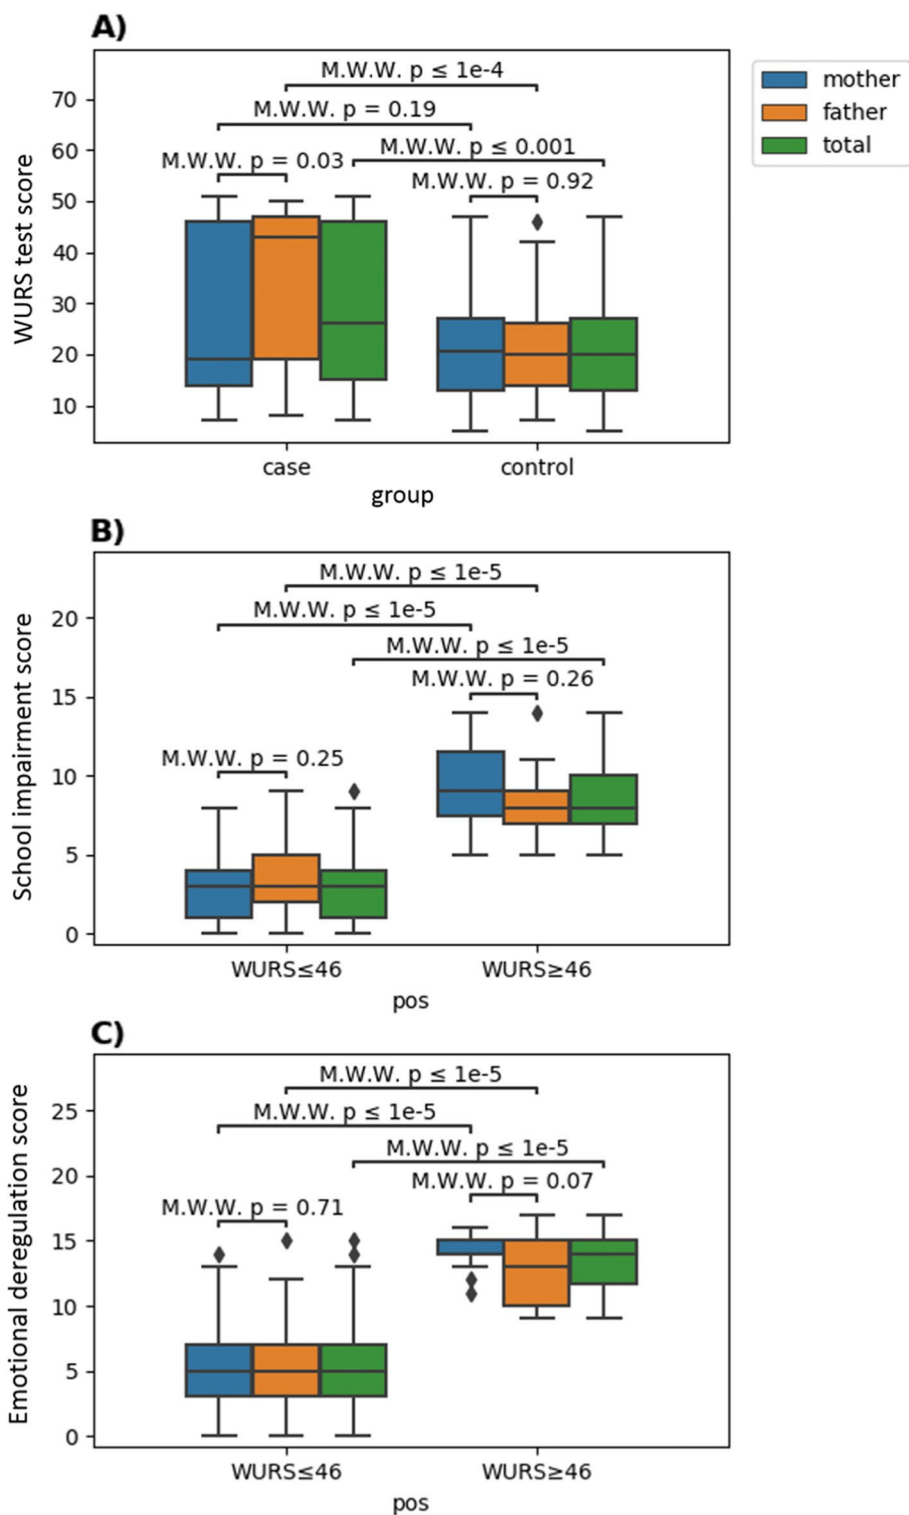 A)
M.W.W. p ≤ 1e-4
M.W.W. p = 0.19
M.W.W. p ≤ 0.001
M.W.W. p = 0.03
M.W.W. p = 0.92
WURS test score
70
60
50
40
30
20
10
case
control
group
mother
father
total
B)
M.W.W. p ≤ 1e-5
M.W.W. p ≤ 1e-5
M.W.W. p ≤ 1e-5
M.W.W. p = 0.26
M.W.W. p = 0.25
School impairment score
20
15
10
5
0
WURS≤46
WURS≥46
pos
C)
M.W.W. p ≤ 1e-5
M.W.W. p ≤ 1e-5
M.W.W. p ≤ 1e-5
M.W.W. p = 0.07
M.W.W. p = 0.71
Emotional deregulation score
25
20
15
10
5
0
WURS≤46
WURS≥46
pos